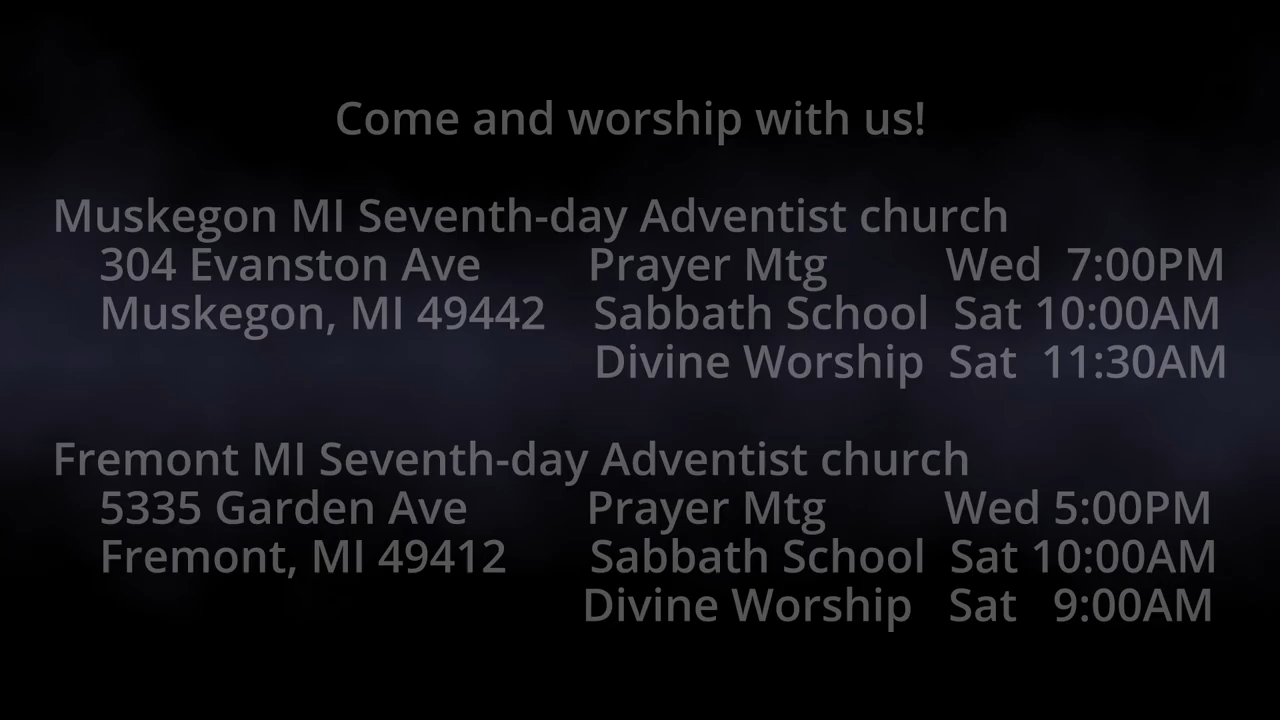 Come and worship with us!
Muskegon MI Seventh-day Adventist church
304 Evanston Ave Prayer Mtg Wed 7:00PM
Muskegon, MI 49442 Sabbath School Sat 10:00AM
Divine Worship Sat 11:30AM
Fremont MI Seventh-day Adventist church
5335 Garden Ave Prayer Mtg Wed 5:00PM
Fremont, MI 49412 Sabbath School Sat 10:00AM
Divine Worship Sat 9:00AM